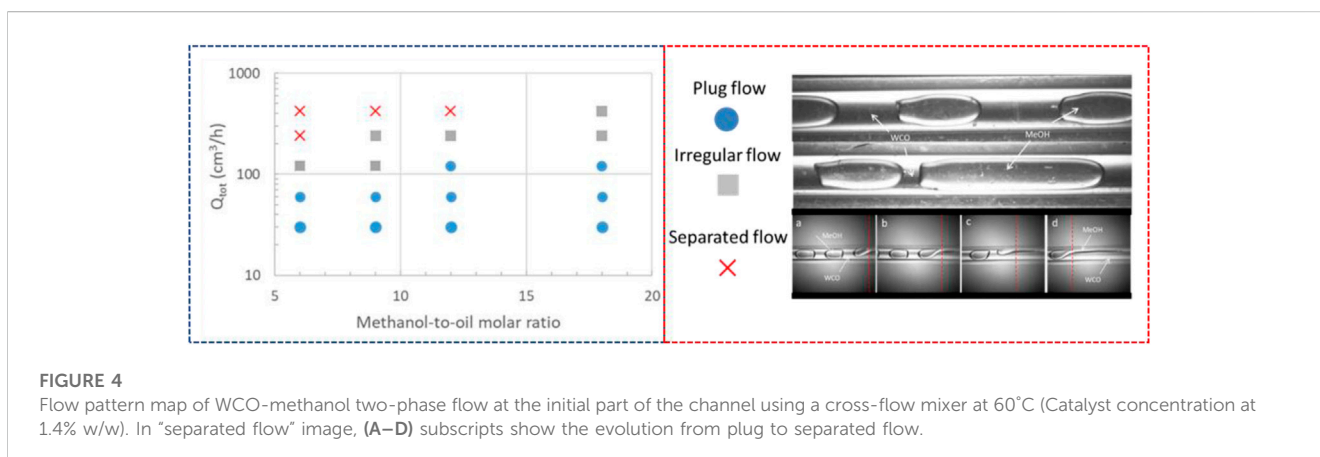 1000
100
10
Q_tot (cm³/h)
5 10 15 20
Methanol-to-oil molar ratio
Plug flow
Irregular flow
Separated flow
WCO
MeOH
a b c d
MeOH
WCO
MeOH
WCO
FIGURE 4
Flow pattern map of WCO-methanol two-phase flow at the initial part of the channel using a cross-flow mixer at 60°C (Catalyst concentration at
1.4% w/w). In “separated flow” image, (A–D) subscripts show the evolution from plug to separated flow.